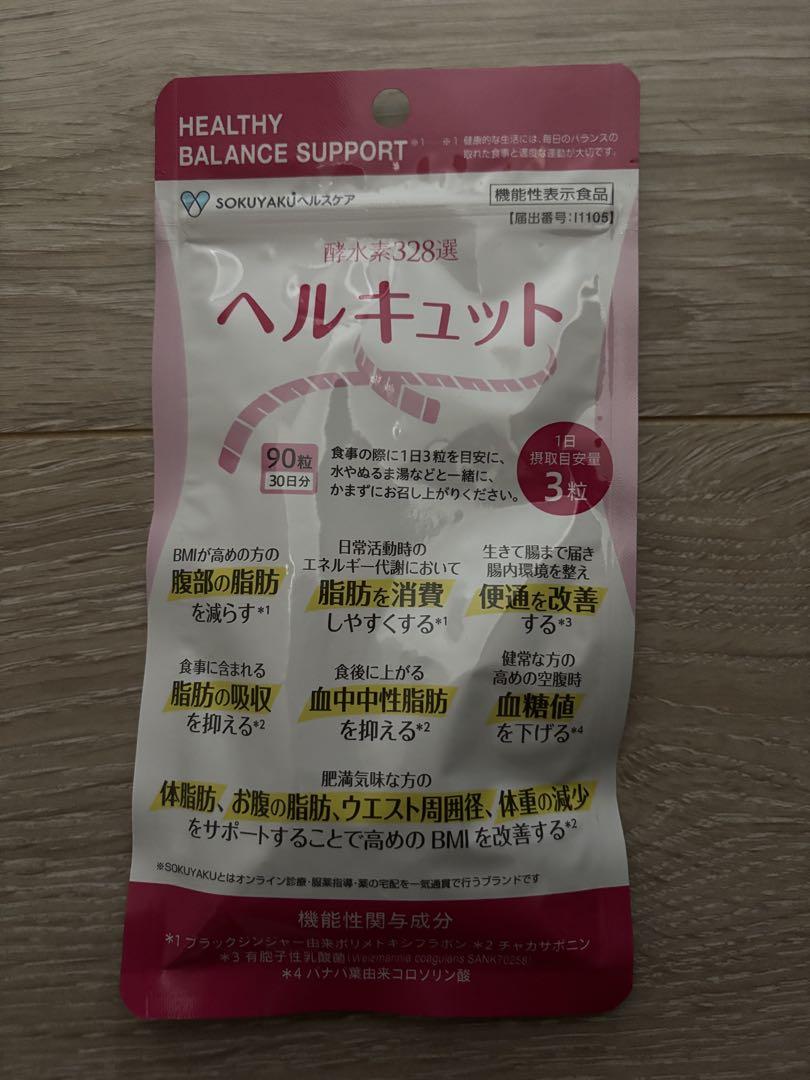 HEALTHY
BALANCE SUPPORT※1
※1 健康的な生活には、毎日のバランスの
取れた食事と適度な運動が大切です。
SOKUYAKUヘルスケア
機能性表示食品
【届出番号:I1105】
酵水素328選
ヘルキュット
90粒
30日分
食事の際に1日3粒を目安に、
水やぬるま湯などと一緒に、
かまずにお召し上がりください。
1日
摂取目安量
3粒
BMIが高めの方の
腹部の脂肪
を減らす*1
日常活動時の
エネルギー代謝において
脂肪を消費
しやすくする*1
生きて腸まで届き
腸内環境を整え
便通を改善
する*3
食事に含まれる
脂肪の吸収
を抑える*2
食後に上がる
血中中性脂肪
を抑える*2
健常な方の
高めの空腹時
血糖値
を下げる*4
肥満気味な方の
体脂肪、お腹の脂肪、ウエスト周囲径、体重の減少
をサポートすることで高めのBMIを改善する*2
※SOKUYAKUとはオンライン診療・服薬指導・薬の宅配を一気通貫で行うブランドです
機能性関与成分
*1 ブラックジンジャー由来ポリメトキシフラボン *2 チャカサポニン
*3 有胞子性乳酸菌(Weizmannia coagulans SANK70258)
*4 バナバ葉由来コロソリン酸